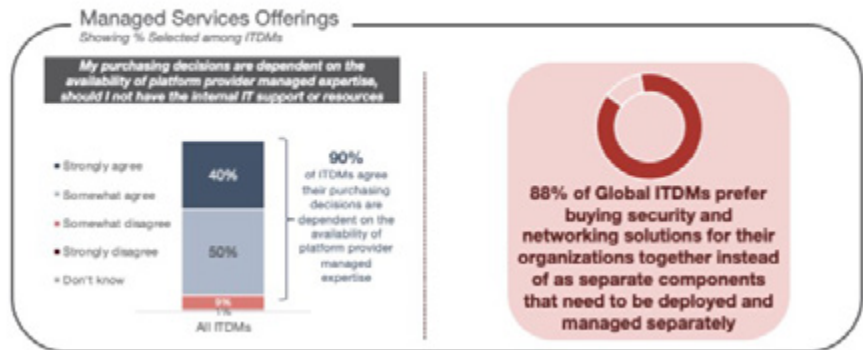 Managed Services Offerings
Showing % Selected among ITDMs
My purchasing decisions are dependent on the
availability of platform provider managed expertise,
should I not have the internal IT support or resources
Strongly agree
Somewhat agree
Somewhat disagree
Strongly disagree
Don't know
40%
50%
9%
1%
All ITDMs
90%
of ITDMs agree
their purchasing
decisions are
dependent on the
availability of
platform provider
managed
expertise
88% of Global ITDMs prefer
buying security and
networking solutions for their
organizations together instead
of as separate components
that need to be deployed and
managed separately